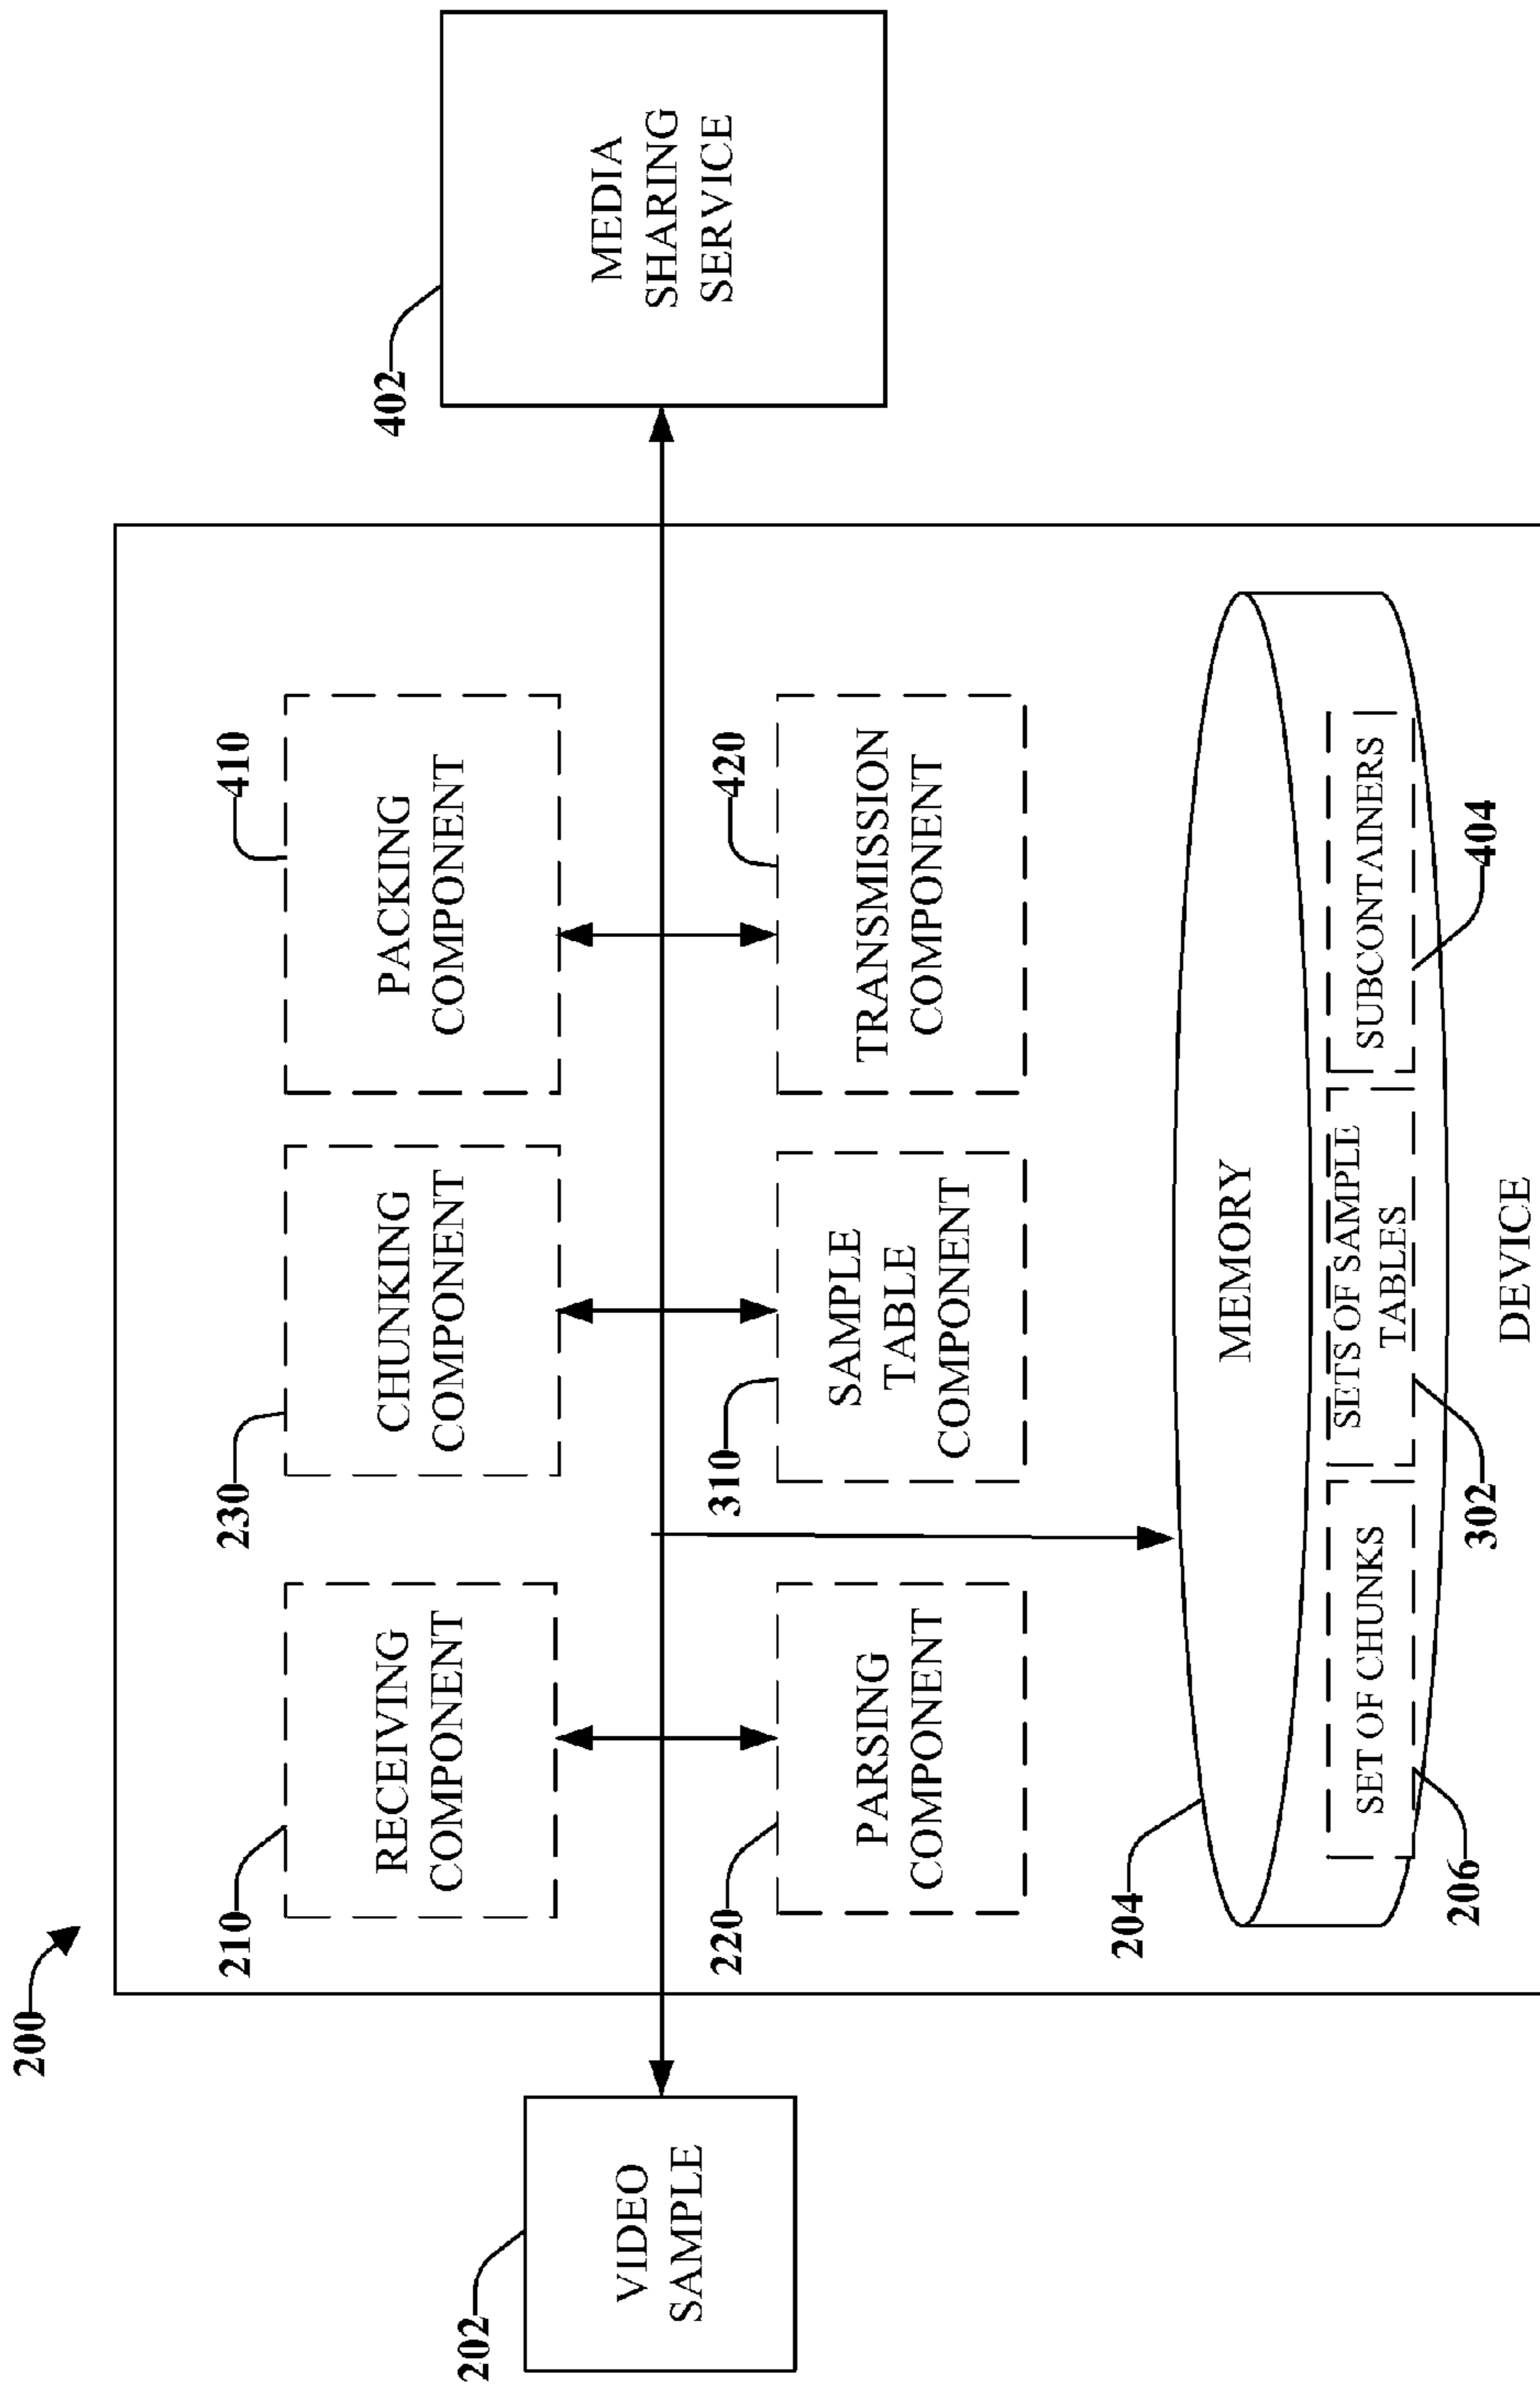 200
210
RECEIVING
COMPONENT
230
CHUNKING
COMPONENT
410
PACKING
COMPONENT
202
VIDEO
SAMPLE
402
MEDIA
SHARING
SERVICE
220
PARSING
COMPONENT
310
SAMPLE
TABLE
COMPONENT
420
TRANSMISSION
COMPONENT
204
MEMORY
SET OF CHUNKS
SETS OF SAMPLE
TABLES
SUBCONTAINERS
206
302
404
DEVICE